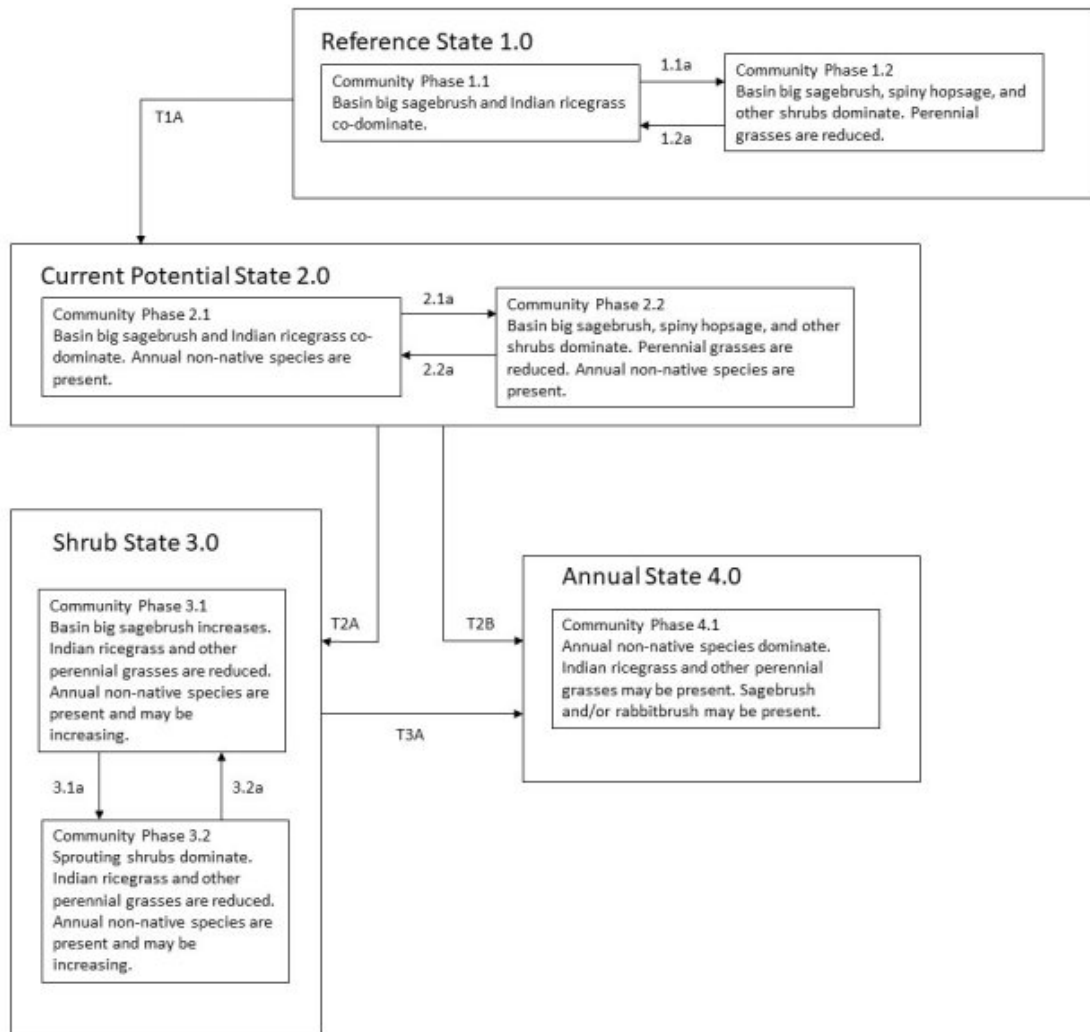 Reference State 1.0
Community Phase 1.1
Basin big sagebrush and Indian ricegrass
co-dominate.
1.1a
1.2a
Community Phase 1.2
Basin big sagebrush, spiny hopsage, and
other shrubs dominate. Perennial
grasses are reduced.
T1A
Current Potential State 2.0
Community Phase 2.1
Basin big sagebrush and Indian ricegrass co-
dominate. Annual non-native species are
present.
2.1a
2.2a
Community Phase 2.2
Basin big sagebrush, spiny hopsage, and other
shrubs dominate. Perennial grasses are
reduced. Annual non-native species are
present.
T2A
T2B
Shrub State 3.0
Community Phase 3.1
Basin big sagebrush increases.
Indian ricegrass and other
perennial grasses are reduced.
Annual non-native species are
present and may be
increasing.
3.1a
3.2a
Community Phase 3.2
Sprouting shrubs dominate.
Indian ricegrass and other
perennial grasses are reduced.
Annual non-native species are
present and may be
increasing.
T3A
Annual State 4.0
Community Phase 4.1
Annual non-native species dominate.
Indian ricegrass and other perennial
grasses may be present. Sagebrush
and/or rabbitbrush may be present.